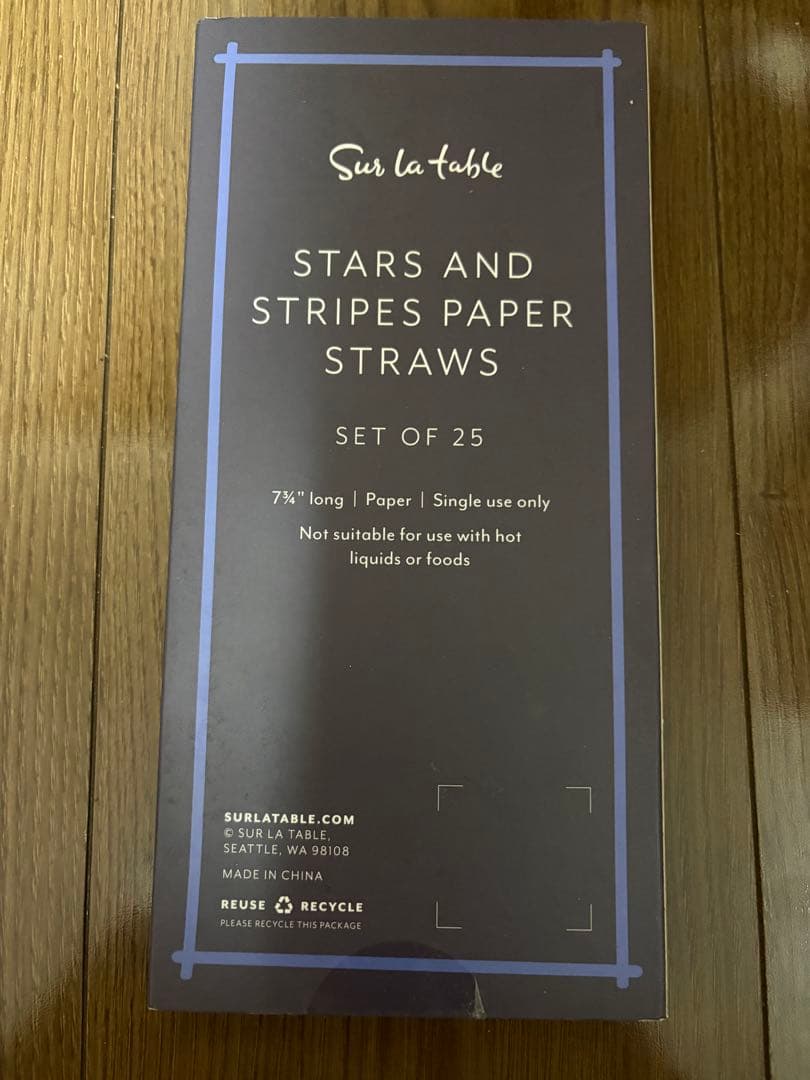 Sur la table
STARS AND
STRIPES PAPER
STRAWS
SET OF 25
7¾" long | Paper | Single use only
Not suitable for use with hot
liquids or foods
SURLATABLE.COM
© SUR LA TABLE,
SEATTLE, WA 98108
MADE IN CHINA
REUSE RECYCLE
PLEASE RECYCLE THIS PACKAGE